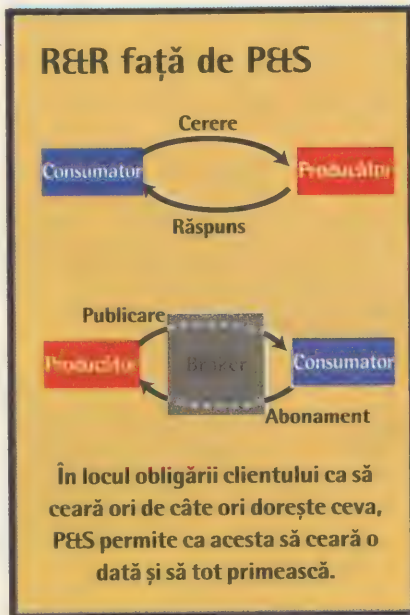 R&R față de P&S
Cerere
Consumator Producător
Răspuns
Publicare
Producător Broker Consumator
Abonament
În locul obligării clientului ca să
ceară ori de câte ori dorește ceva,
P&S permite ca acesta să ceară o
dată și să tot primească.